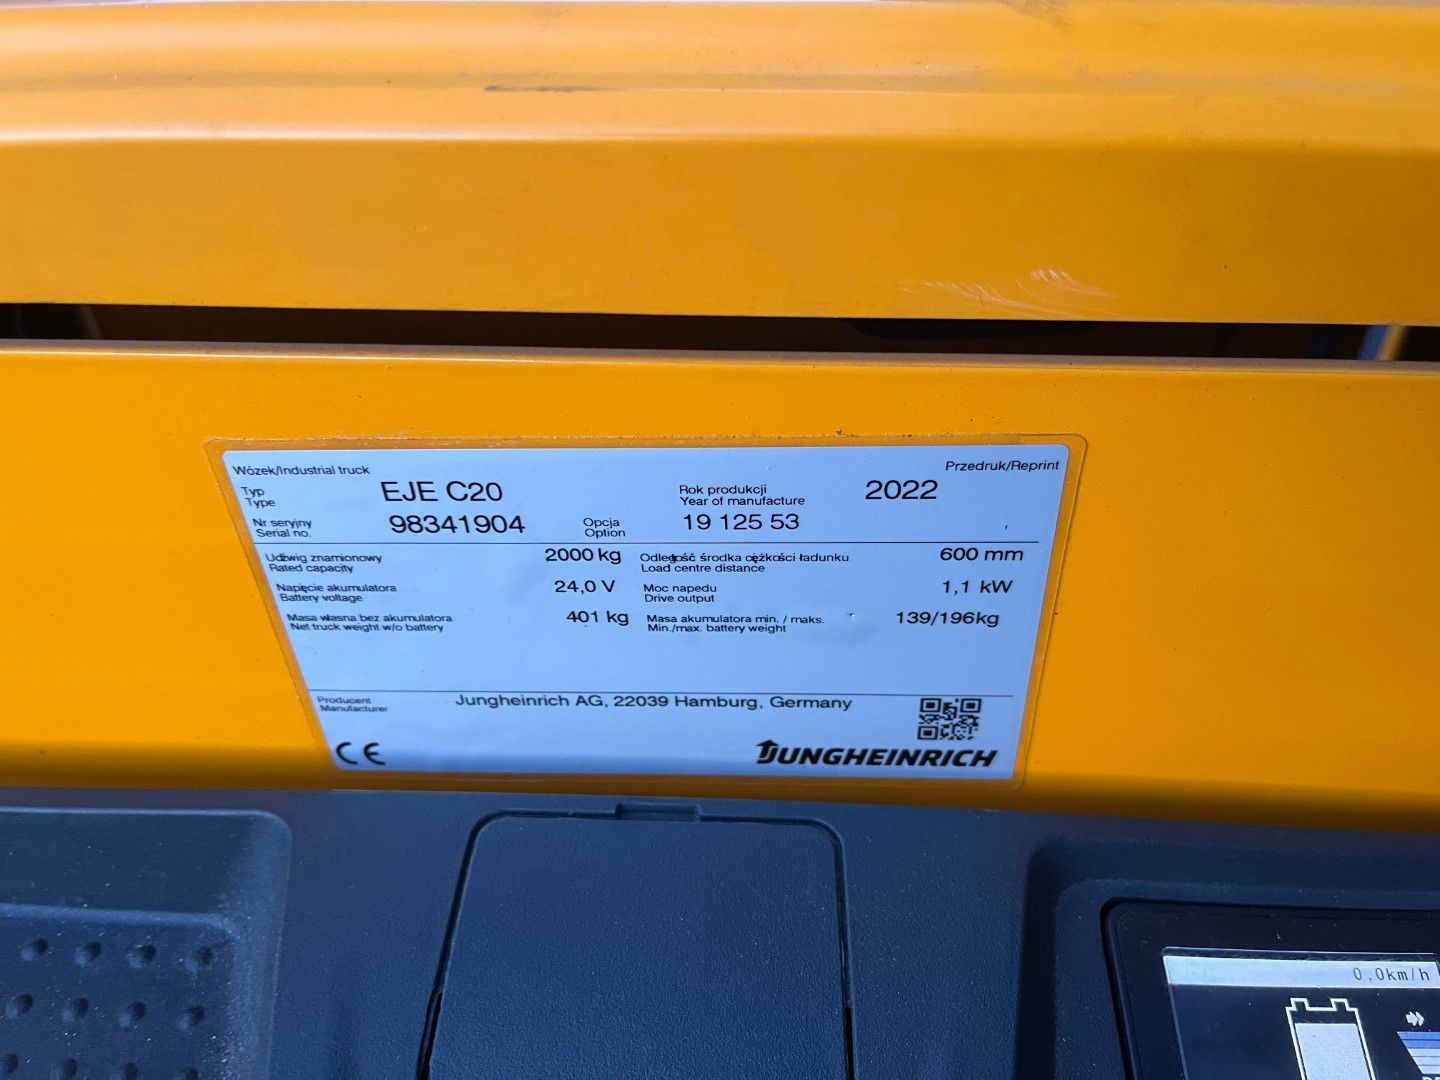 Wózek/Industrial truck Przedruk/Reprint
Typ EJE C20 Rok produkcji 2022
Type Year of manufacture
Nr seryjny 98341904 Opcja 19 125 53
Serial no. Option
Udźwig znamionowy 2000 kg Odległość środka ciężkości ładunku 600 mm
Rated capacity Load centre distance
Napięcie akumulatora 24,0 V Moc napedu 1,1 kW
Battery voltage Drive output
Masa własna bez akumulatora 401 kg Masa akumulatora min. / maks. 139/196kg
Net truck weight w/o battery Min./max. battery weight
Producent Jungheinrich AG, 22039 Hamburg, Germany
Manufacturer
CE JUNGHEINRICH
0,0km/h